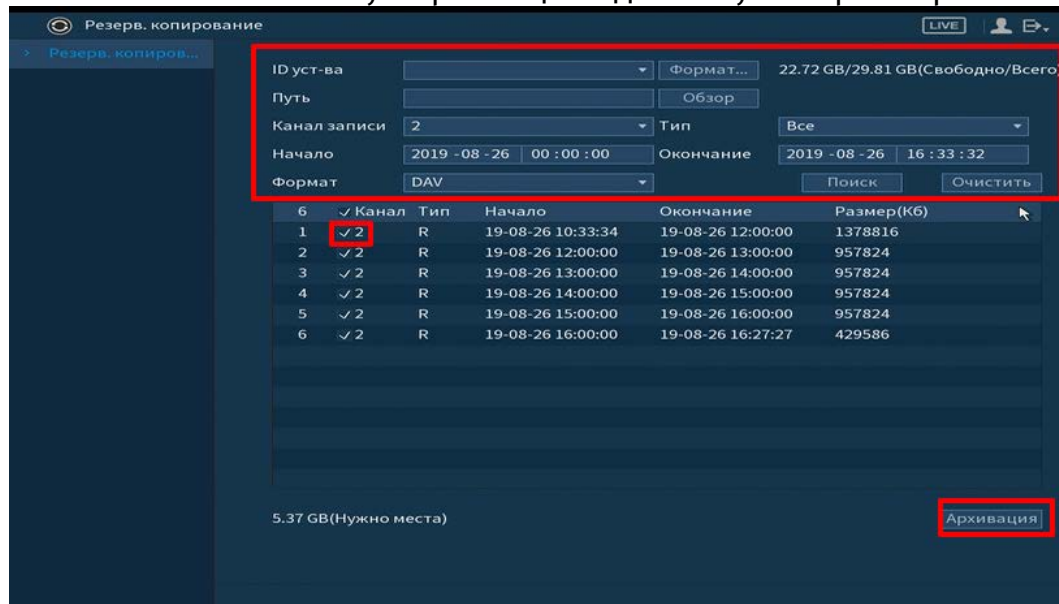 Резерв. копирование LIVE
Резерв. копиров...
ID уст-ва Формат... 22.72 GB/29.81 GB(Свободно/Всего)
Путь Обзор
Канал записи 2 Тип Все
Начало 2019 -08 -26 00 :00 :00 Окончание 2019 -08 -26 16 : 33 : 32
Формат DAV Поиск Очистить
6 Канал Тип Начало Окончание Размер(Кб)
1 2 R 19-08-26 10:33:34 19-08-26 12:00:00 1378816
2 2 R 19-08-26 12:00:00 19-08-26 13:00:00 957824
3 2 R 19-08-26 13:00:00 19-08-26 14:00:00 957824
4 2 R 19-08-26 14:00:00 19-08-26 15:00:00 957824
5 2 R 19-08-26 15:00:00 19-08-26 16:00:00 957824
6 2 R 19-08-26 16:00:00 19-08-26 16:27:27 429586
5.37 GB(Нужно места) Архивация